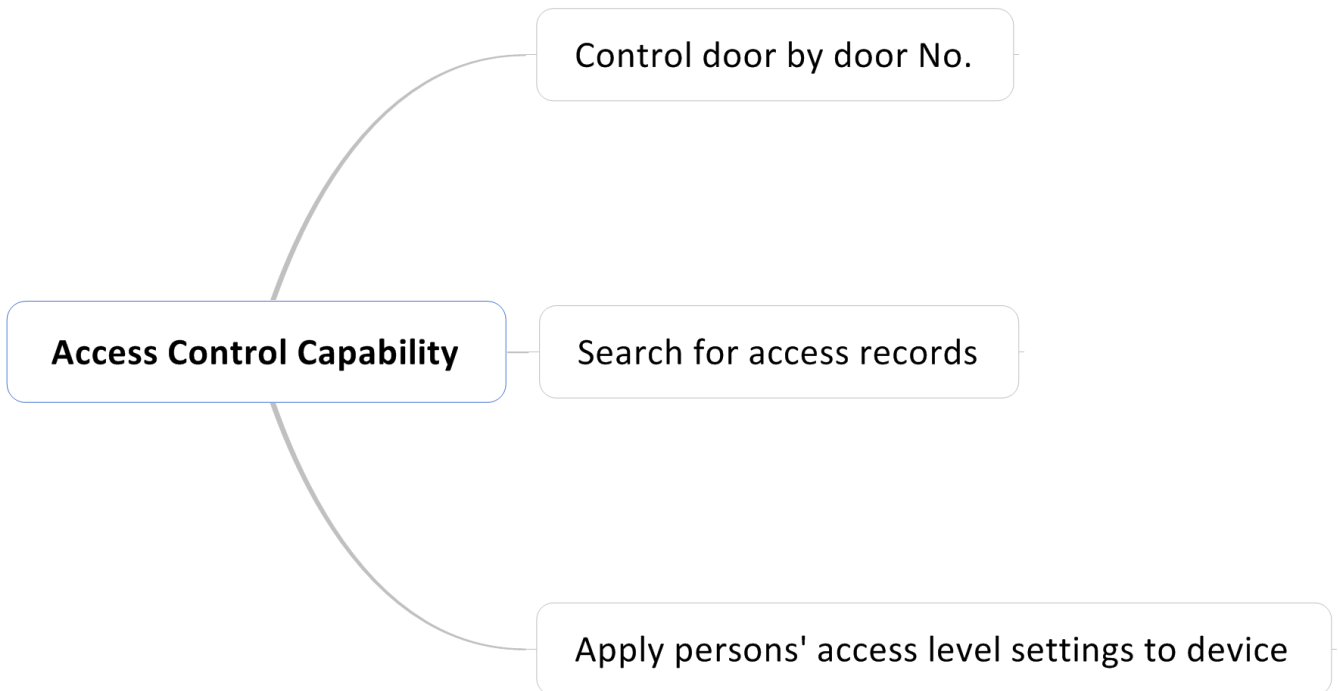 Control door by door No.
Access Control Capability
Search for access records
Apply persons' access level settings to device